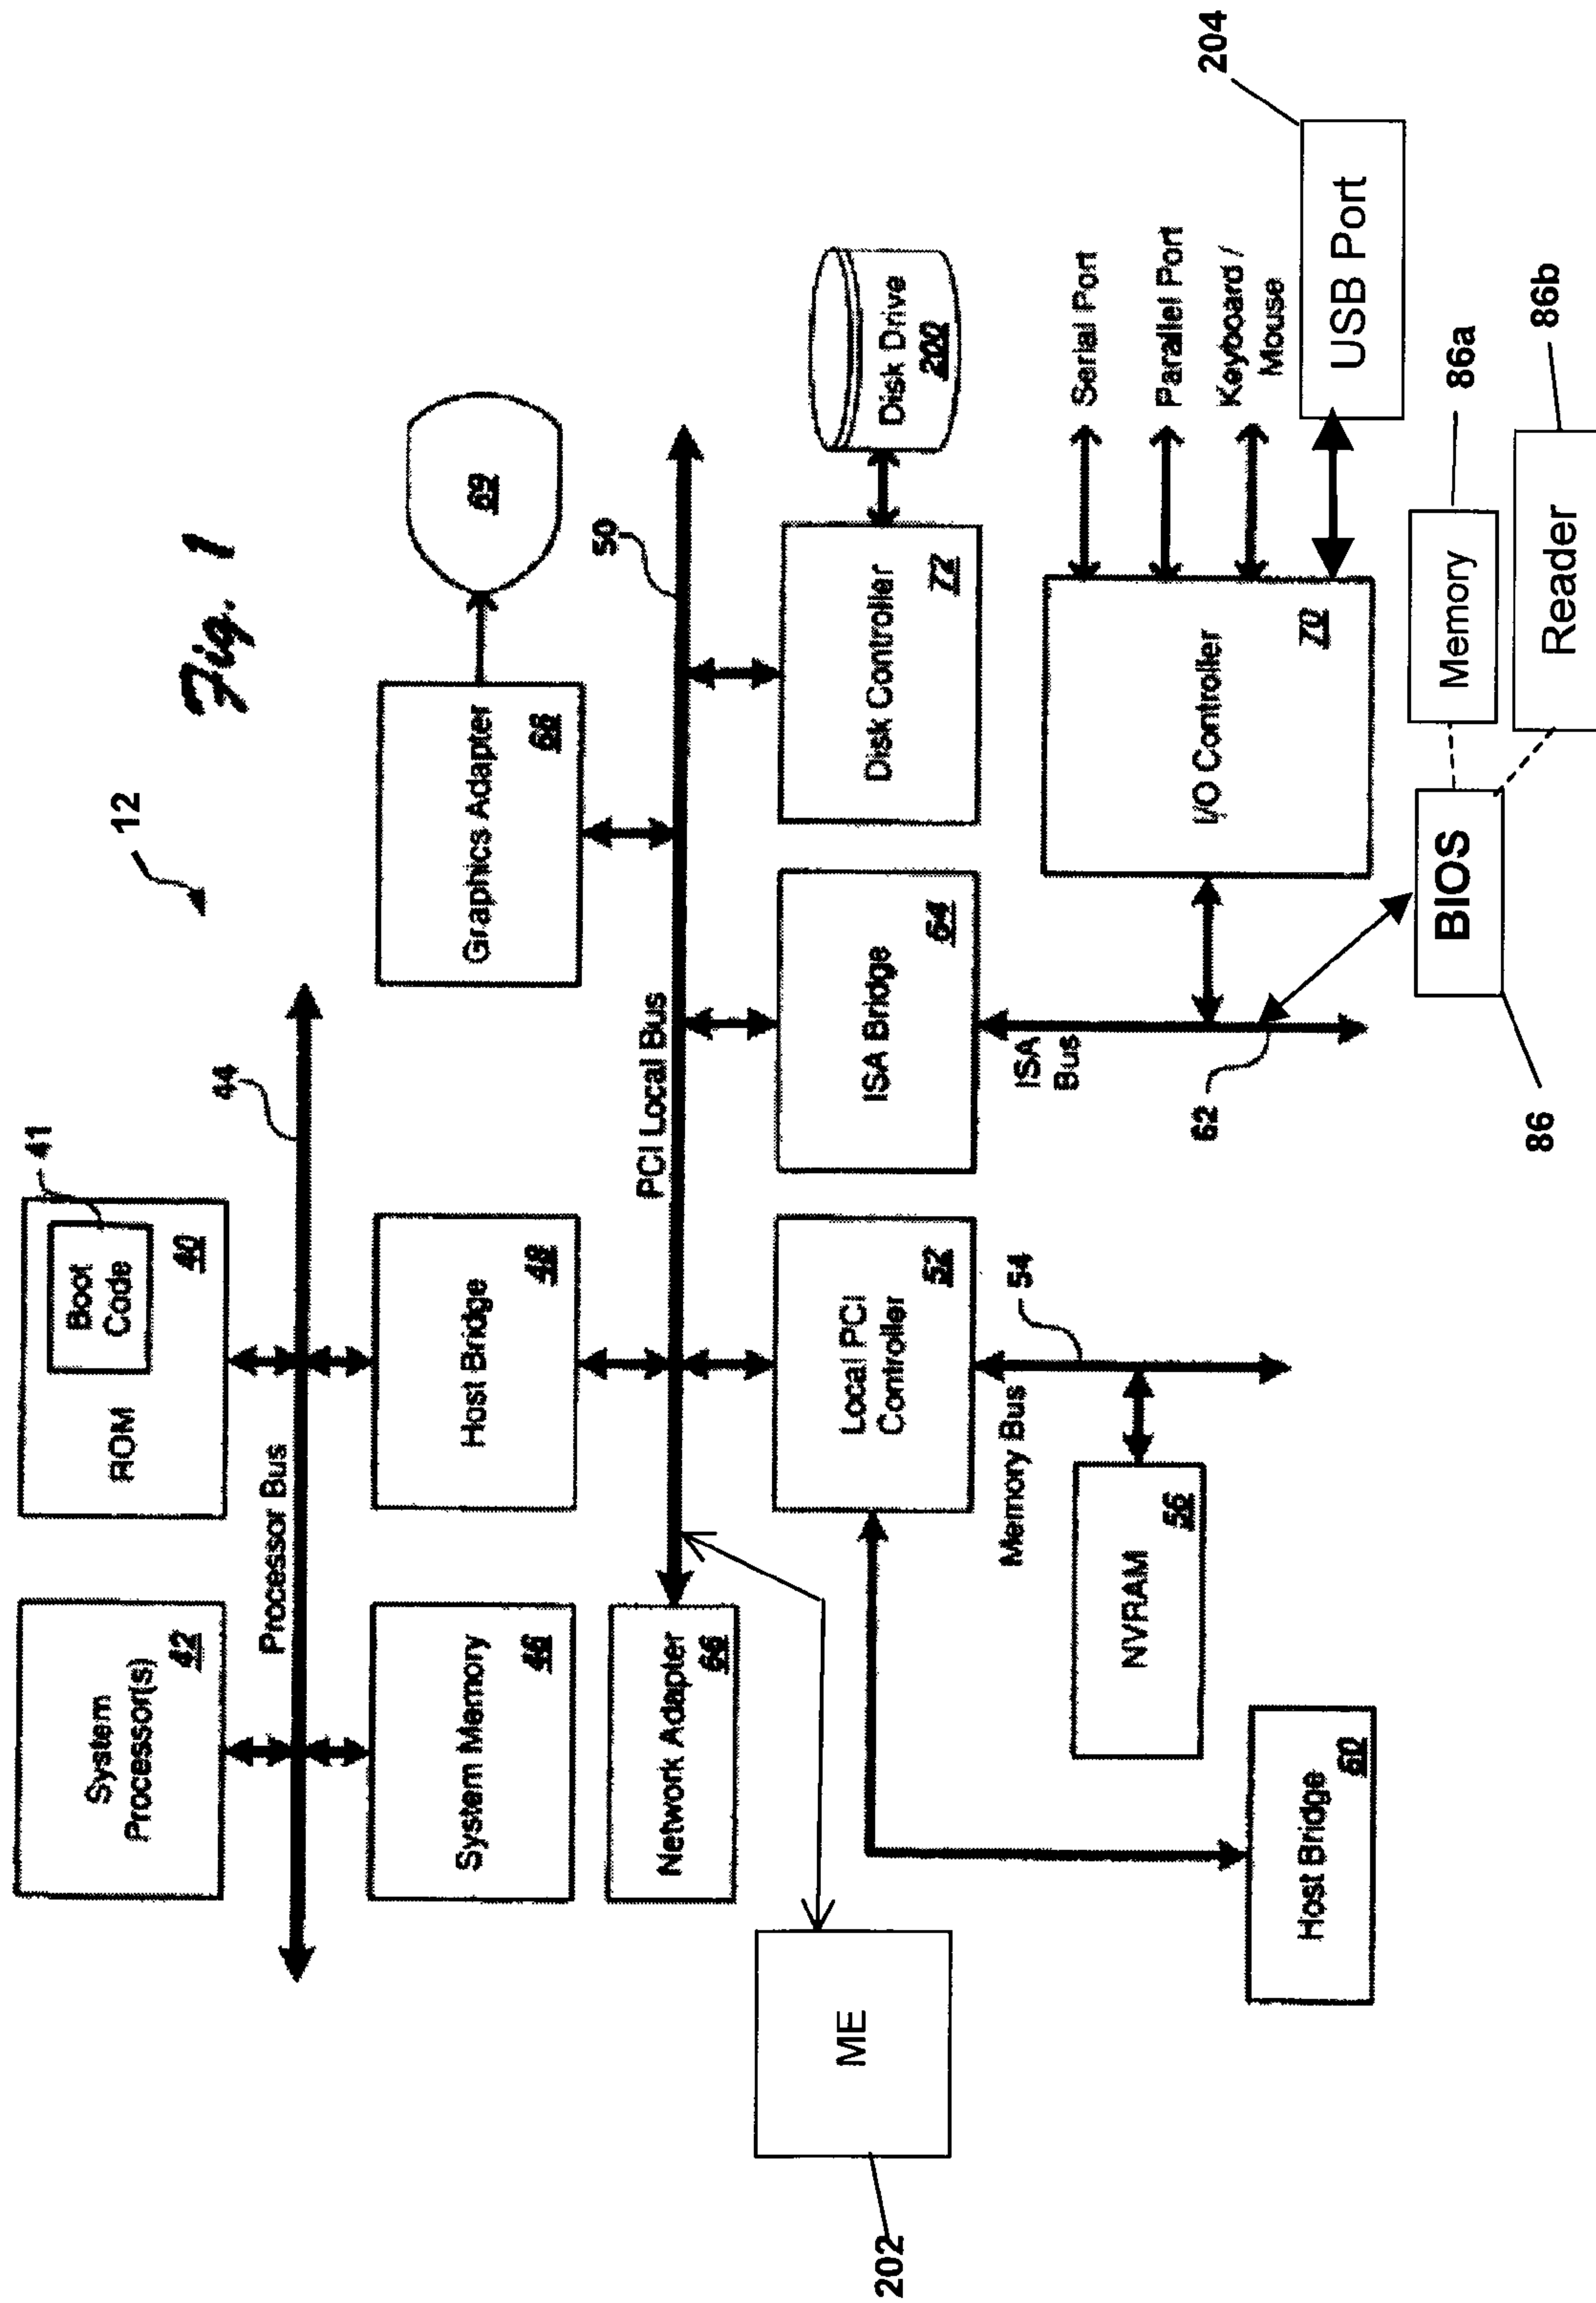 Fig. 1
12
System
Processor(s)
42
ROM
Boot
Code
40
41
Processor Bus
44
System Memory
46
Host Bridge
48
Graphics Adapter
68
69
Network Adapter
66
PCI Local Bus
50
ME
202
Local PCI
Controller
52
ISA Bridge
64
Disk Controller
72
Disk Drive
200
Memory Bus
54
ISA
Bus
62
NVRAM
56
I/O Controller
70
Serial Port
Parallel Port
Keyboard /
Mouse
USB Port
204
Host Bridge
60
BIOS
86
Memory
86a
Reader
86b